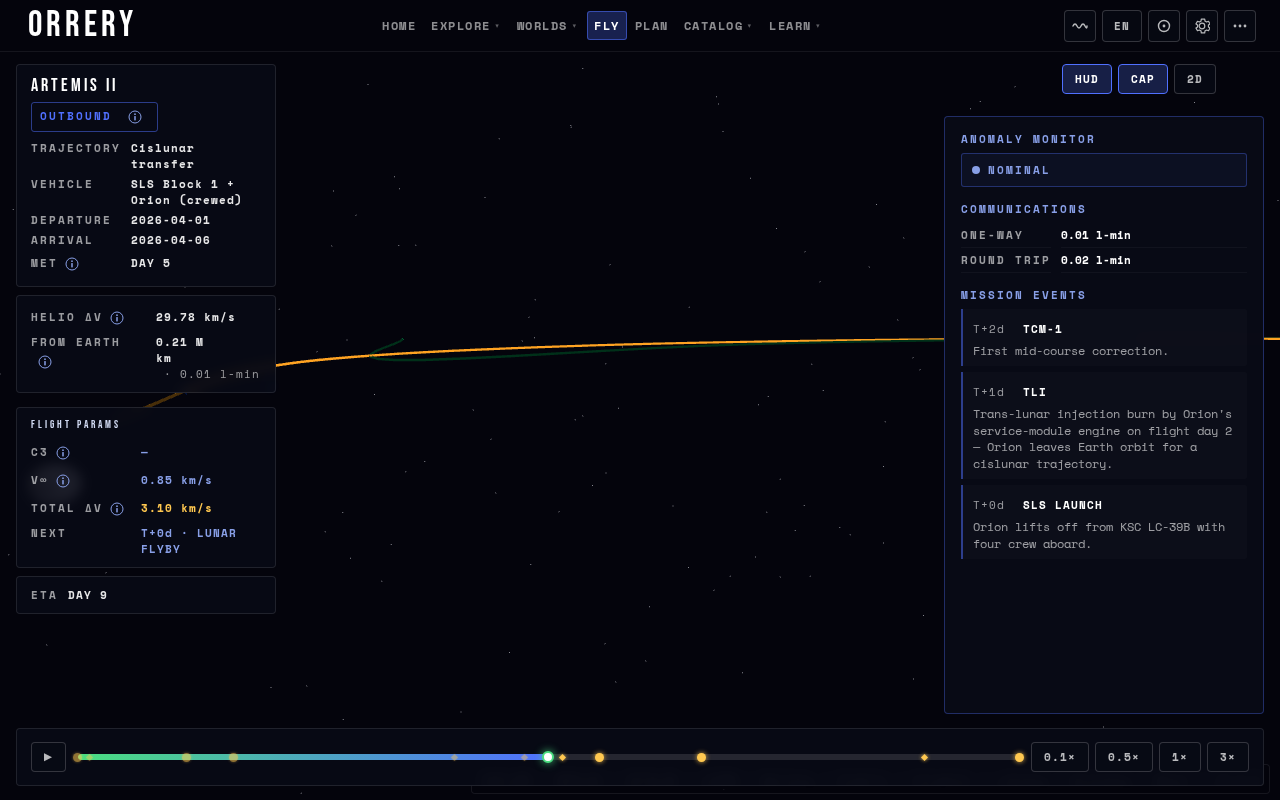 ORRERY
HOME EXPLORE WORLDS FLY PLAN CATALOG LEARN
EN
ARTEMIS II
OUTBOUND
TRAJECTORY Cislunar transfer
VEHICLE SLS Block 1 + Orion (crewed)
DEPARTURE 2026-04-01
ARRIVAL 2026-04-06
MET DAY 5
HELIO ΔV 29.78 km/s
FROM EARTH 0.21 M km
· 0.01 l-min
FLIGHT PARAMS
C3 —
V∞ 0.85 km/s
TOTAL ΔV 3.10 km/s
NEXT T+0d · LUNAR FLYBY
ETA DAY 9
HUD CAP 2D
ANOMALY MONITOR
NOMINAL
COMMUNICATIONS
ONE-WAY 0.01 l-min
ROUND TRIP 0.02 l-min
MISSION EVENTS
T+2d TCM-1
First mid-course correction.
T+1d TLI
Trans-lunar injection burn by Orion's
service-module engine on flight day 2
— Orion leaves Earth orbit for a
cislunar trajectory.
T+0d SLS LAUNCH
Orion lifts off from KSC LC-39B with
four crew aboard.
0.1× 0.5× 1× 3×